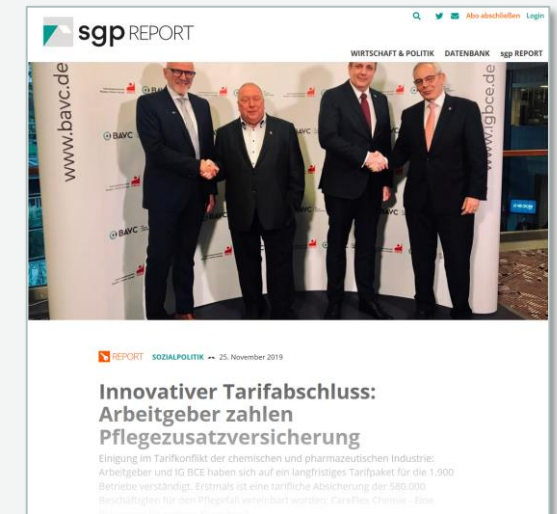 Abo abschließen Login
sgp REPORT
WIRTSCHAFT & POLITIK DATENBANK sgp REPORT
www.bavc.de
www.igbce.de
BAVC
BAVC
BAVC
REPORT SOZIALPOLITIK 25. November 2019
Innovativer Tarifabschluss:
Arbeitgeber zahlen
Pflegezusatzversicherung
Einigung im Tarifkonflikt der chemischen und pharmazeutischen Industrie:
Arbeitgeber und IG BCE haben sich auf ein langfristiges Tarifpaket für die 1.900
Betriebe verständigt. Erstmals ist eine tarifliche Absicherung der 580.000
Beschäftigten für den Pflegefall vereinbart worden: CareFlex Chemie - Eine